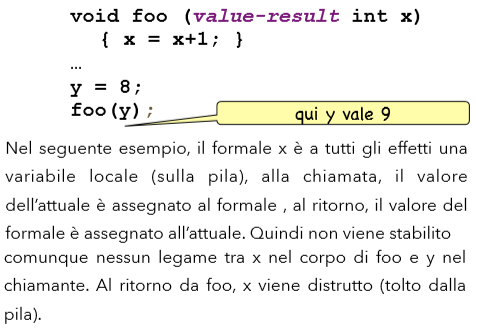 void foo (value-result int x)
{ x = x+1; }
…
y = 8;
foo(y);
qui y vale 9
Nel seguente esempio, il formale x è a tutti gli effetti una
variabile locale (sulla pila), alla chiamata, il valore
dell'attuale è assegnato al formale , al ritorno, il valore del
formale è assegnato all'attuale. Quindi non viene stabilito
comunque nessun legame tra x nel corpo di foo e y nel
chiamante. Al ritorno da foo, x viene distrutto (tolto dalla
pila).